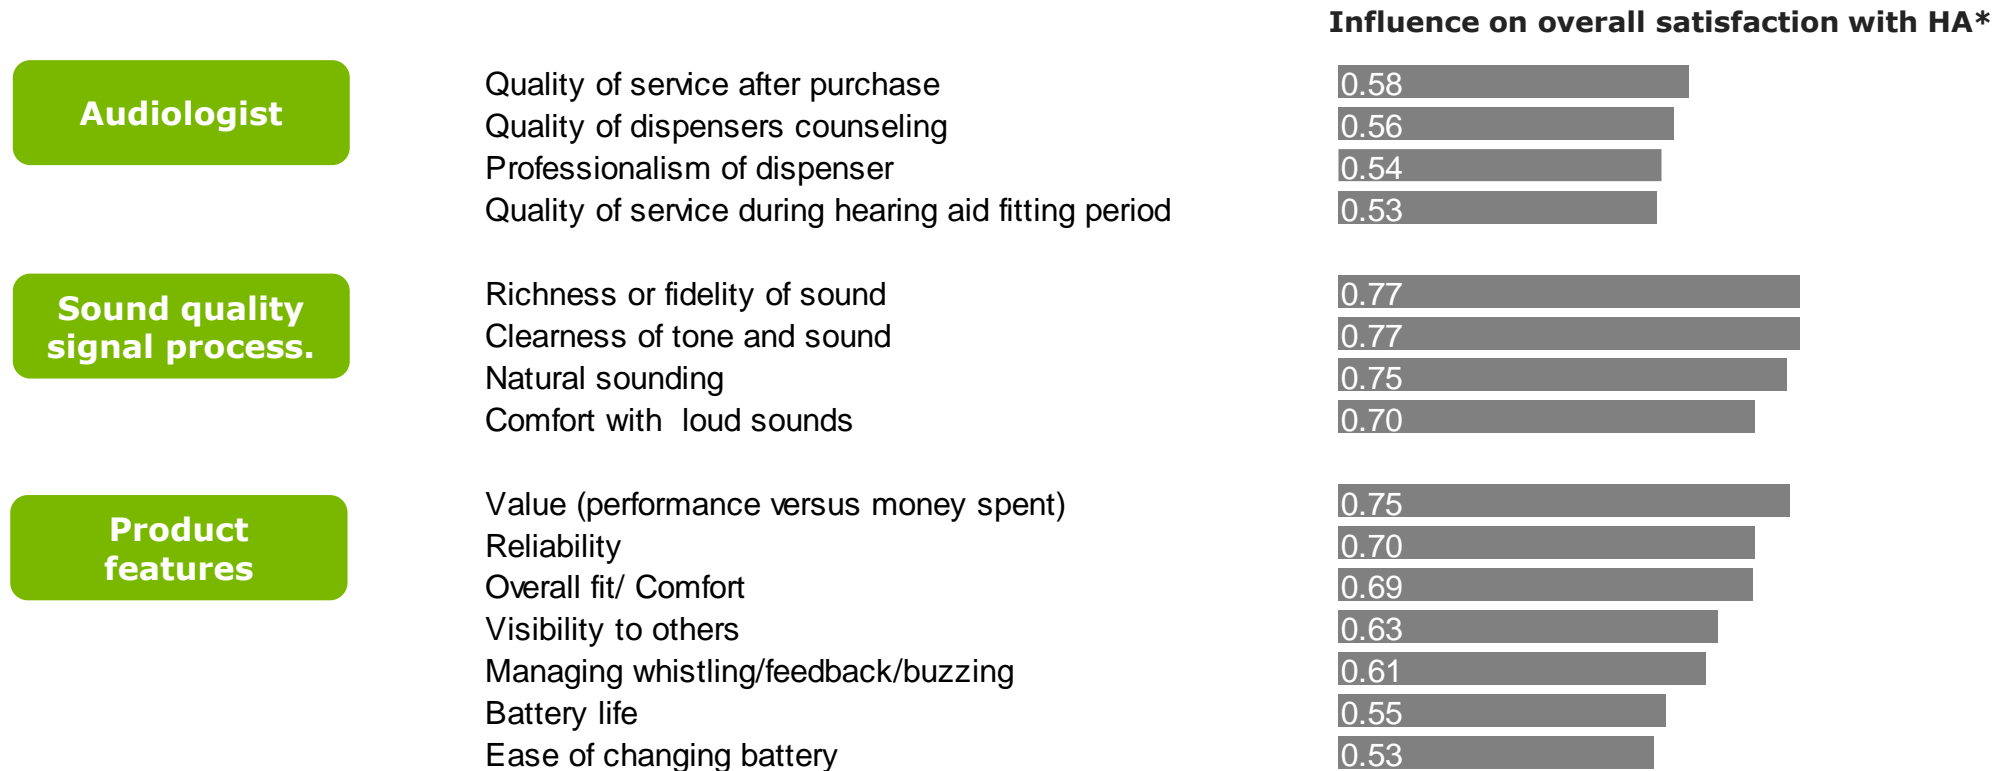 Influence on overall satisfaction with HA*
Audiologist
Quality of service after purchase 0.58
Quality of dispensers counseling 0.56
Professionalism of dispenser 0.54
Quality of service during hearing aid fitting period 0.53
Sound quality
signal process.
Richness or fidelity of sound 0.77
Clearness of tone and sound 0.77
Natural sounding 0.75
Comfort with loud sounds 0.70
Product
features
Value (performance versus money spent) 0.75
Reliability 0.70
Overall fit/ Comfort 0.69
Visibility to others 0.63
Managing whistling/feedback/buzzing 0.61
Battery life 0.55
Ease of changing battery 0.53